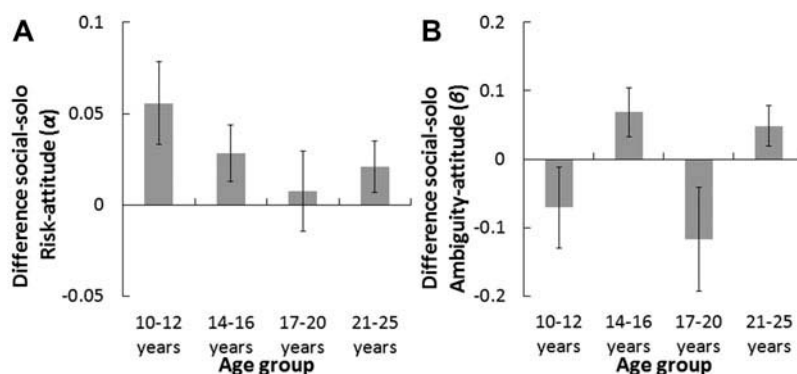 A
Difference social-solo
Risk-attitude (α)
0.1
0.05
0
-0.05
10-12
years
14-16
years
17-20
years
21-25
years
Age group
B
Difference social-solo
Ambiguity-attitude (β)
0.2
0.1
0
-0.1
-0.2
10-12
years
14-16
years
17-20
years
21-25
years
Age group